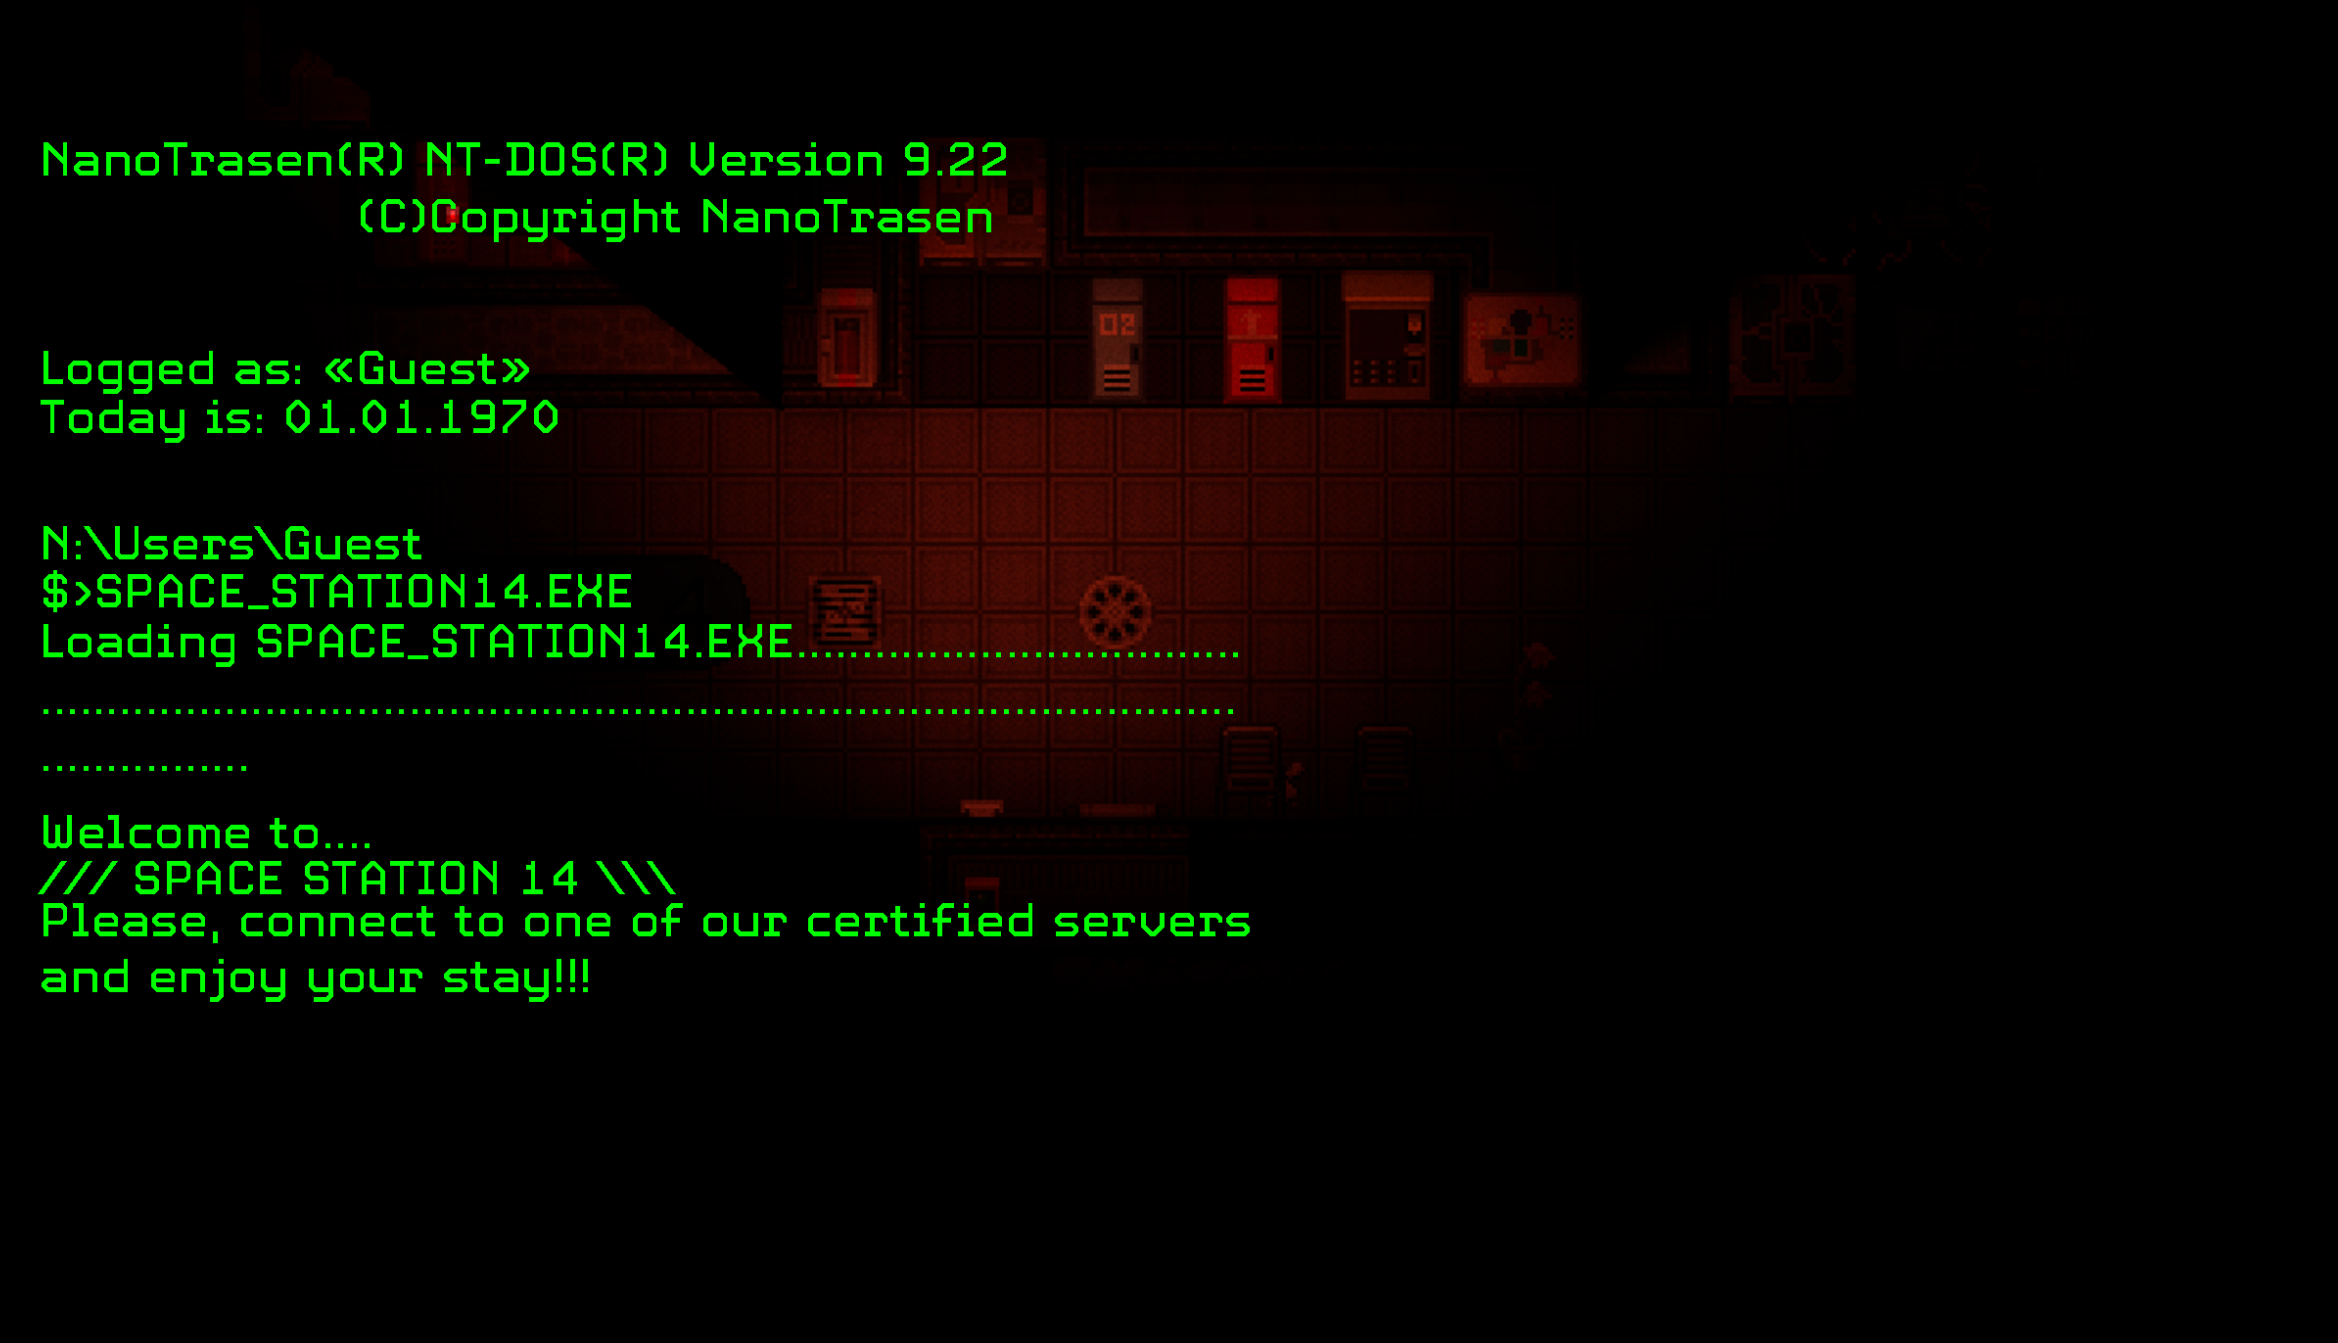 NanoTrasen(R) NT-DOS(R) Version 9.22
(C)Copyright NanoTrasen
02
Logged as: «Guest»
Today is: 01.01.1970
N:\Users\Guest
$>SPACE_STATION14.EXE
Loading SPACE_STATION14.EXE..................................
...........................................................................................
................
Welcome to....
/// SPACE STATION 14 \\\
Please, connect to one of our certified servers
and enjoy your stay!!!